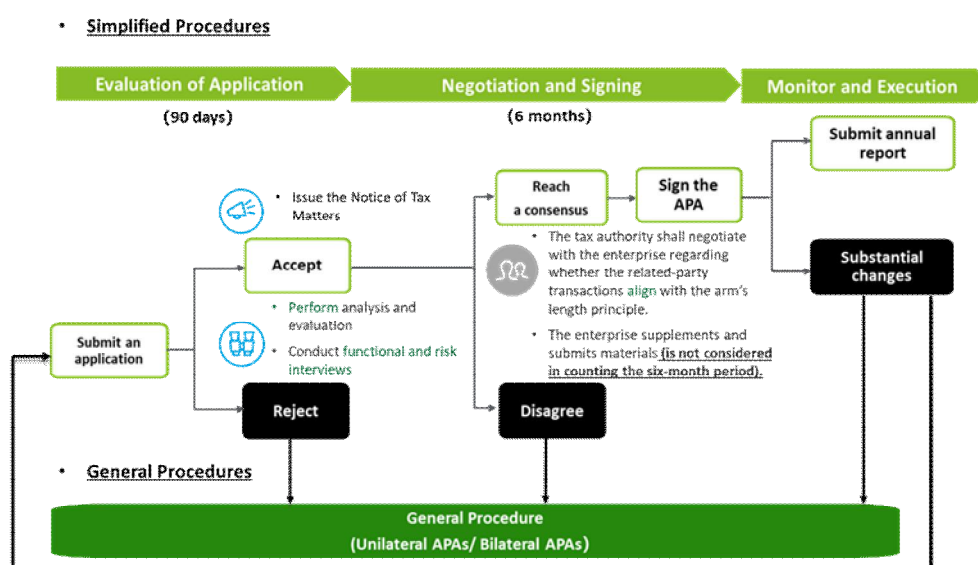 • Simplified Procedures
Evaluation of Application
Negotiation and Signing
Monitor and Execution
(90 days)
(6 months)
Submit annual
report
• Issue the Notice of Tax
Matters
Reach
a consensus
Sign the
APA
Accept
• The tax authority shall negotiate
with the enterprise regarding
whether the related-party
transactions align with the arm's
length principle.
Substantial
changes
• Perform analysis and
evaluation
• Conduct functional and risk
interviews
Submit an
application
• The enterprise supplements and
submits materials (is not considered
in counting the six-month period).
Reject
Disagree
• General Procedures
General Procedure
(Unilateral APAs/ Bilateral APAs)